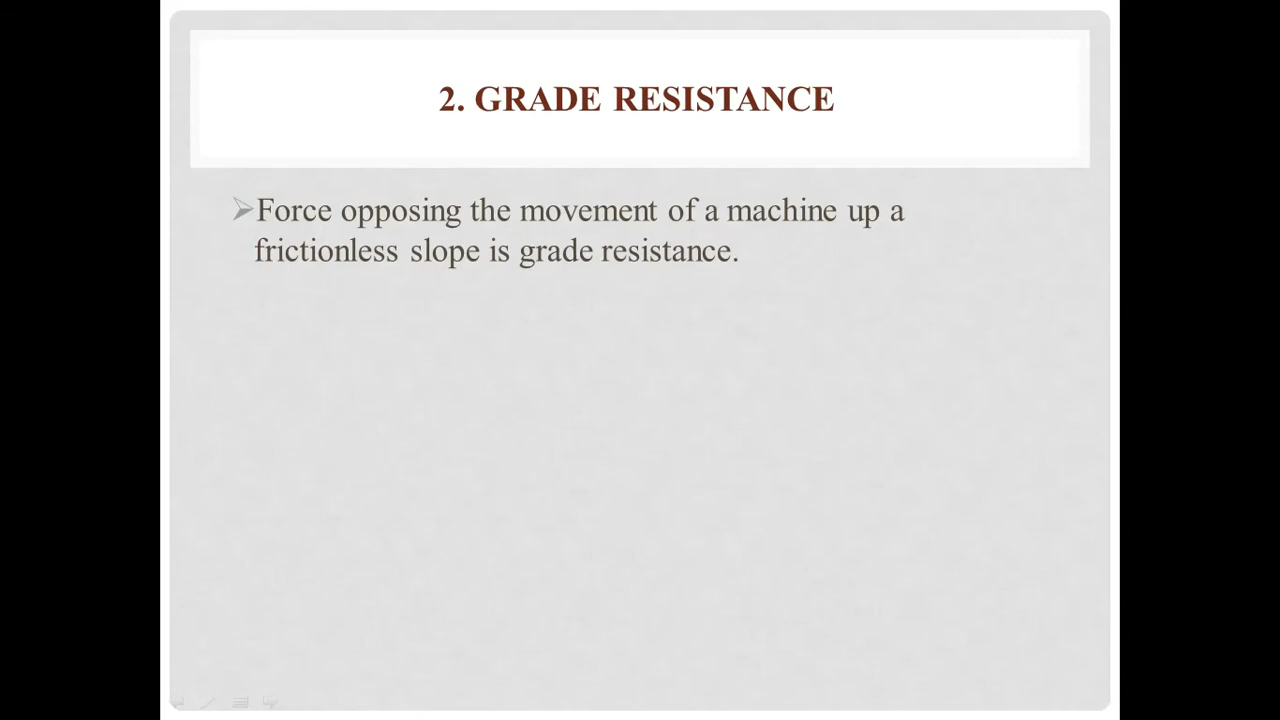 2. GRADE RESISTANCE
➢Force opposing the movement of a machine up a
frictionless slope is grade resistance.